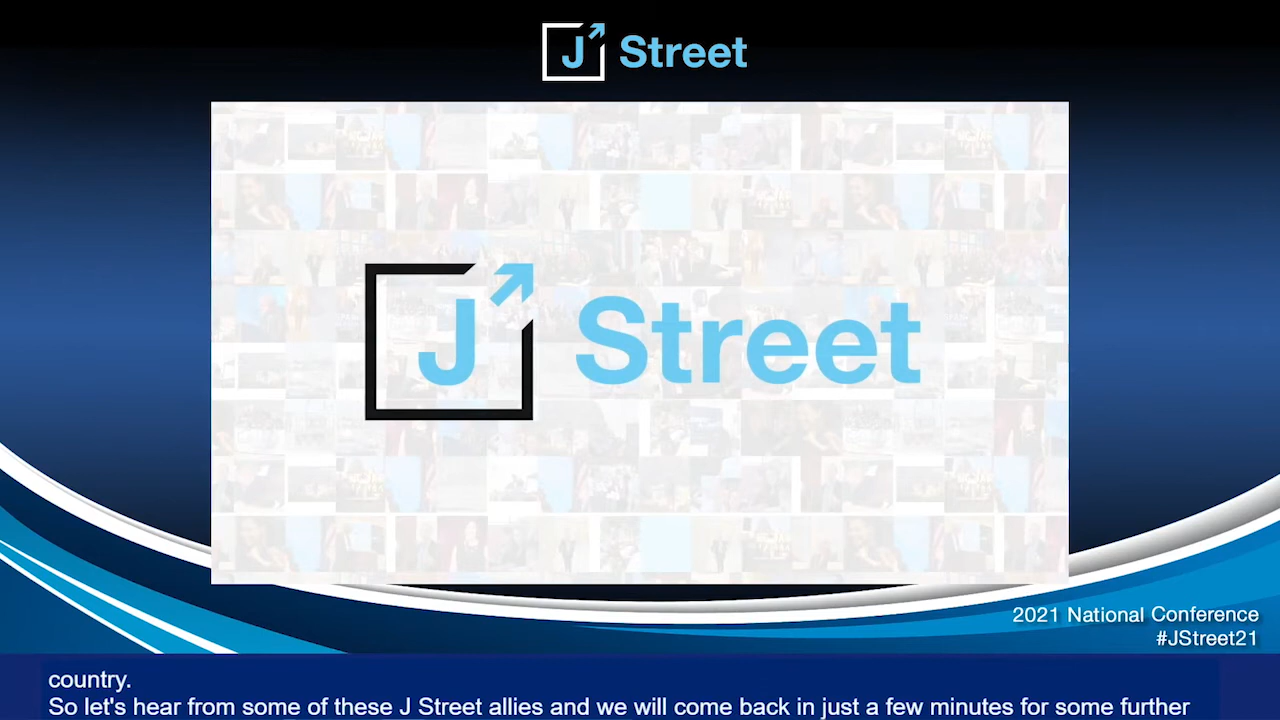 J Street
J Street
2021 National Conference
#JStreet21
country.
So let's hear from some of these J Street allies and we will come back in just a few minutes for some further